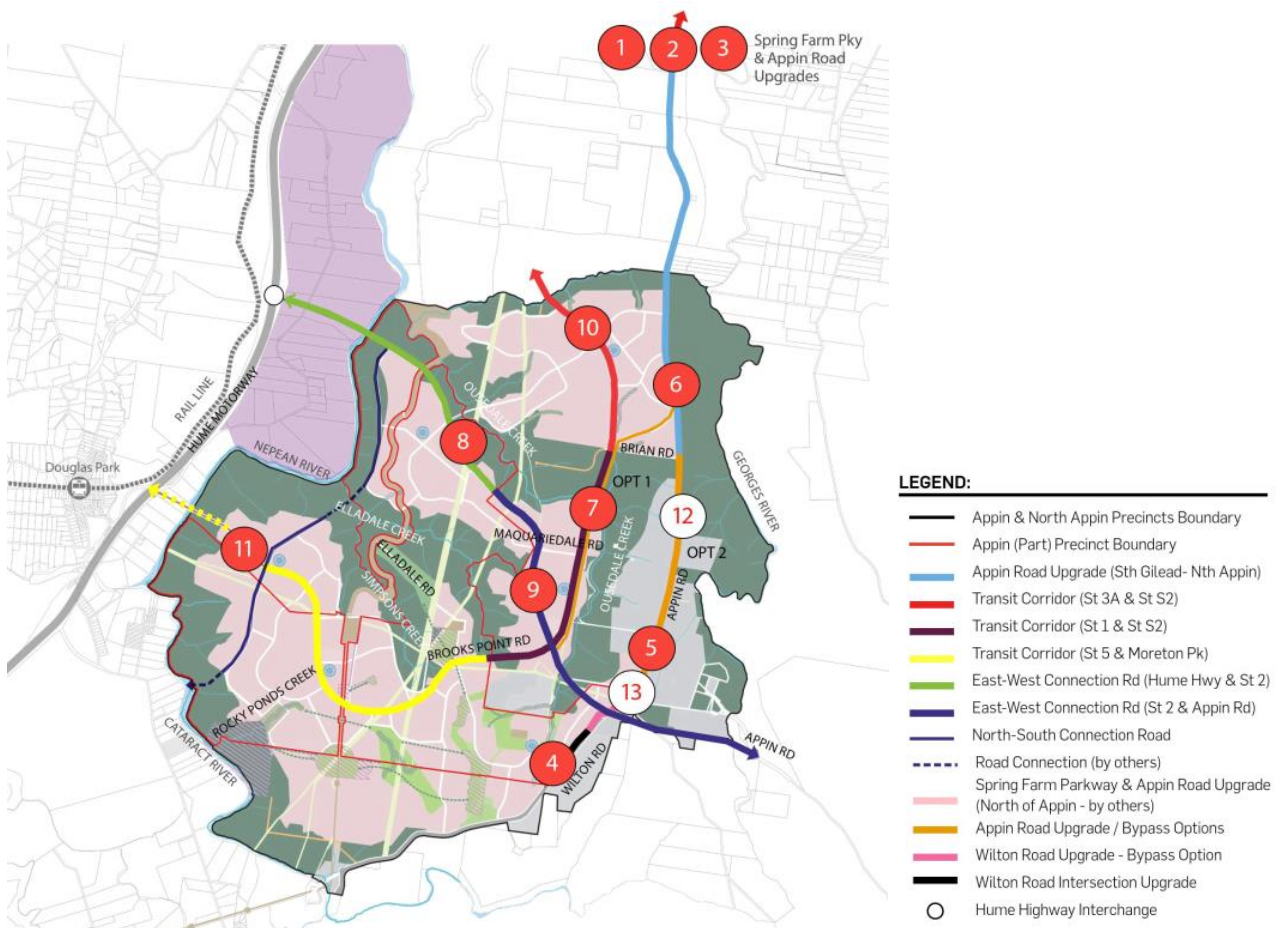 1
2
3
Spring Farm Pky
& Appin Road
Upgrades
10
6
8
RAIL LINE
HUME MOTORWAY
NEPEAN RIVER
Douglas Park
OUSEDALE CREEK
BRIAN RD
GEORGES RIVER
OPT 1
7
12
OPT 2
ELLADALE CREEK
MAQUARIEDALE RD
11
ELLADALE RD
SIMPSONS CREEK
9
OUSEDALE CREEK
APPIN RD
5
BROOKS POINT RD
13
ROCKY PONDS CREEK
CATARACT RIVER
4
WILTON RD
APPIN RD
LEGEND:
Appin & North Appin Precincts Boundary
Appin (Part) Precinct Boundary
Appin Road Upgrade (Sth Gilead- Nth Appin)
Transit Corridor (St 3A & St S2)
Transit Corridor (St 1 & St S2)
Transit Corridor (St 5 & Moreton Pk)
East-West Connection Rd (Hume Hwy & St 2)
East-West Connection Rd (St 2 & Appin Rd)
North-South Connection Road
Road Connection (by others)
Spring Farm Parkway & Appin Road Upgrade
(North of Appin - by others)
Appin Road Upgrade / Bypass Options
Wilton Road Upgrade - Bypass Option
Wilton Road Intersection Upgrade
Hume Highway Interchange